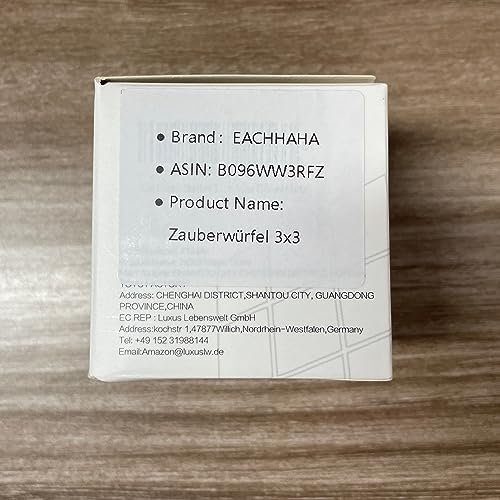 • Brand: EACHHAHA
• ASIN: B096WW3RFZ
• Product Name:
Zauberwürfel 3x3
Address: CHENGHAI DISTRICT,SHANTOU CITY, GUANGDONG
PROVINCE,CHINA
EC REP : Luxus Lebenswelt GmbH
Address:kochstr 1,47877Willich,Nordrhein-Westfalen,Germany
Tel: +49 152 31988144
Email:Amazon@luxuslw.de